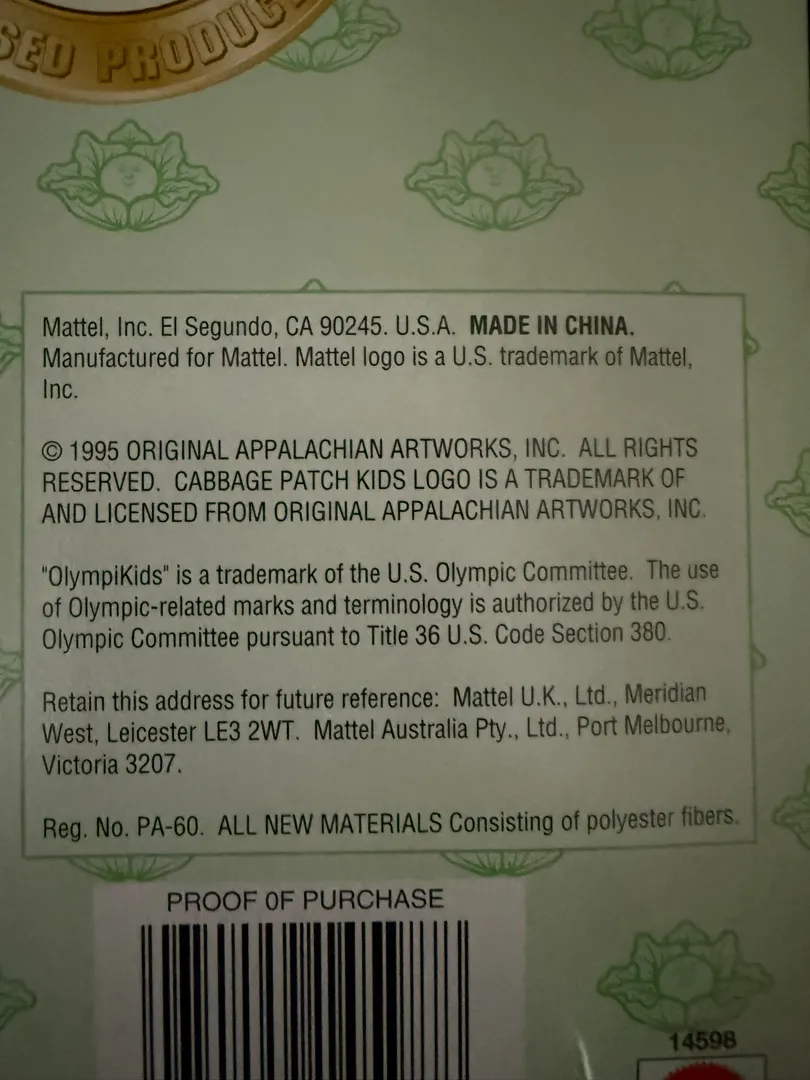 SED PRODUC
Mattel, Inc. El Segundo, CA 90245. U.S.A. MADE IN CHINA.
Manufactured for Mattel. Mattel logo is a U.S. trademark of Mattel,
Inc.
© 1995 ORIGINAL APPALACHIAN ARTWORKS, INC. ALL RIGHTS
RESERVED. CABBAGE PATCH KIDS LOGO IS A TRADEMARK OF
AND LICENSED FROM ORIGINAL APPALACHIAN ARTWORKS, INC.
"OlympiKids" is a trademark of the U.S. Olympic Committee. The use
of Olympic-related marks and terminology is authorized by the U.S.
Olympic Committee pursuant to Title 36 U.S. Code Section 380.
Retain this address for future reference: Mattel U.K., Ltd., Meridian
West, Leicester LE3 2WT. Mattel Australia Pty., Ltd., Port Melbourne,
Victoria 3207.
Reg. No. PA-60. ALL NEW MATERIALS Consisting of polyester fibers.
PROOF OF PURCHASE
14598